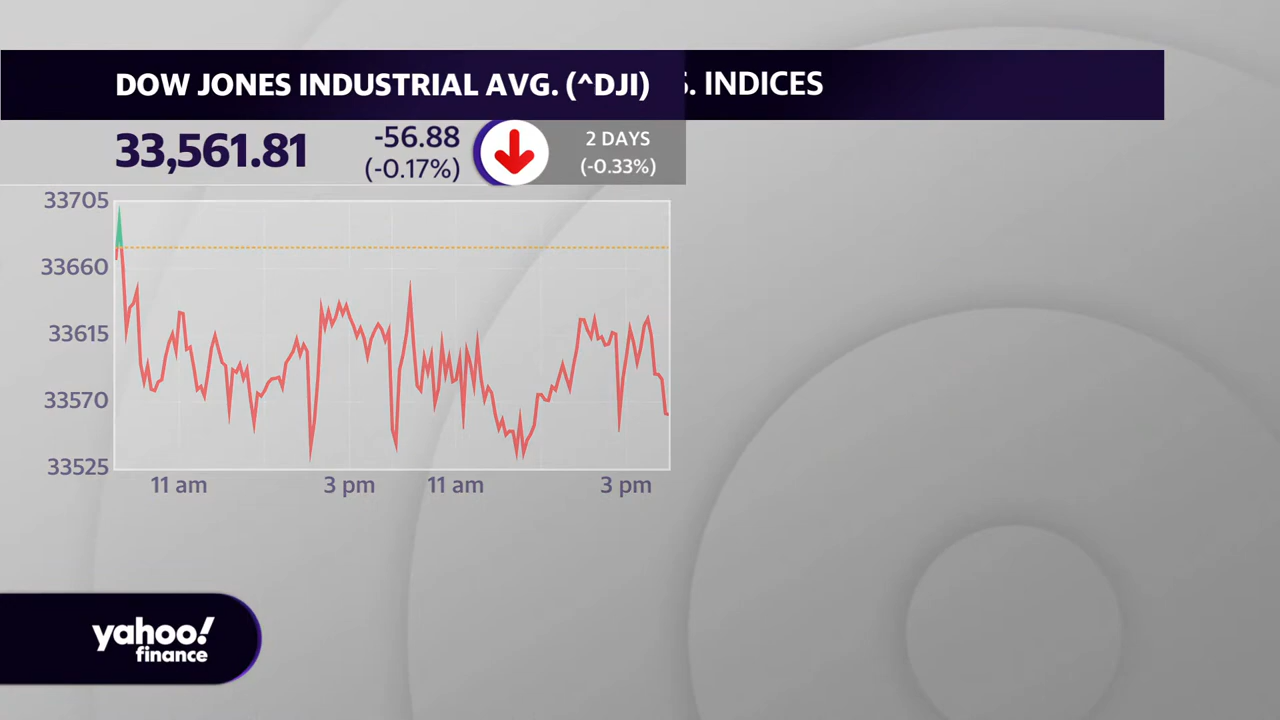 DOW JONES INDUSTRIAL AVG. (^DJI)
. INDICES
33,561.81
-56.88
(-0.17%)
2 DAYS
(-0.33%)
33705
33660
33615
33570
33525
11 am
3 pm
11 am
3 pm
yahoo!
finance